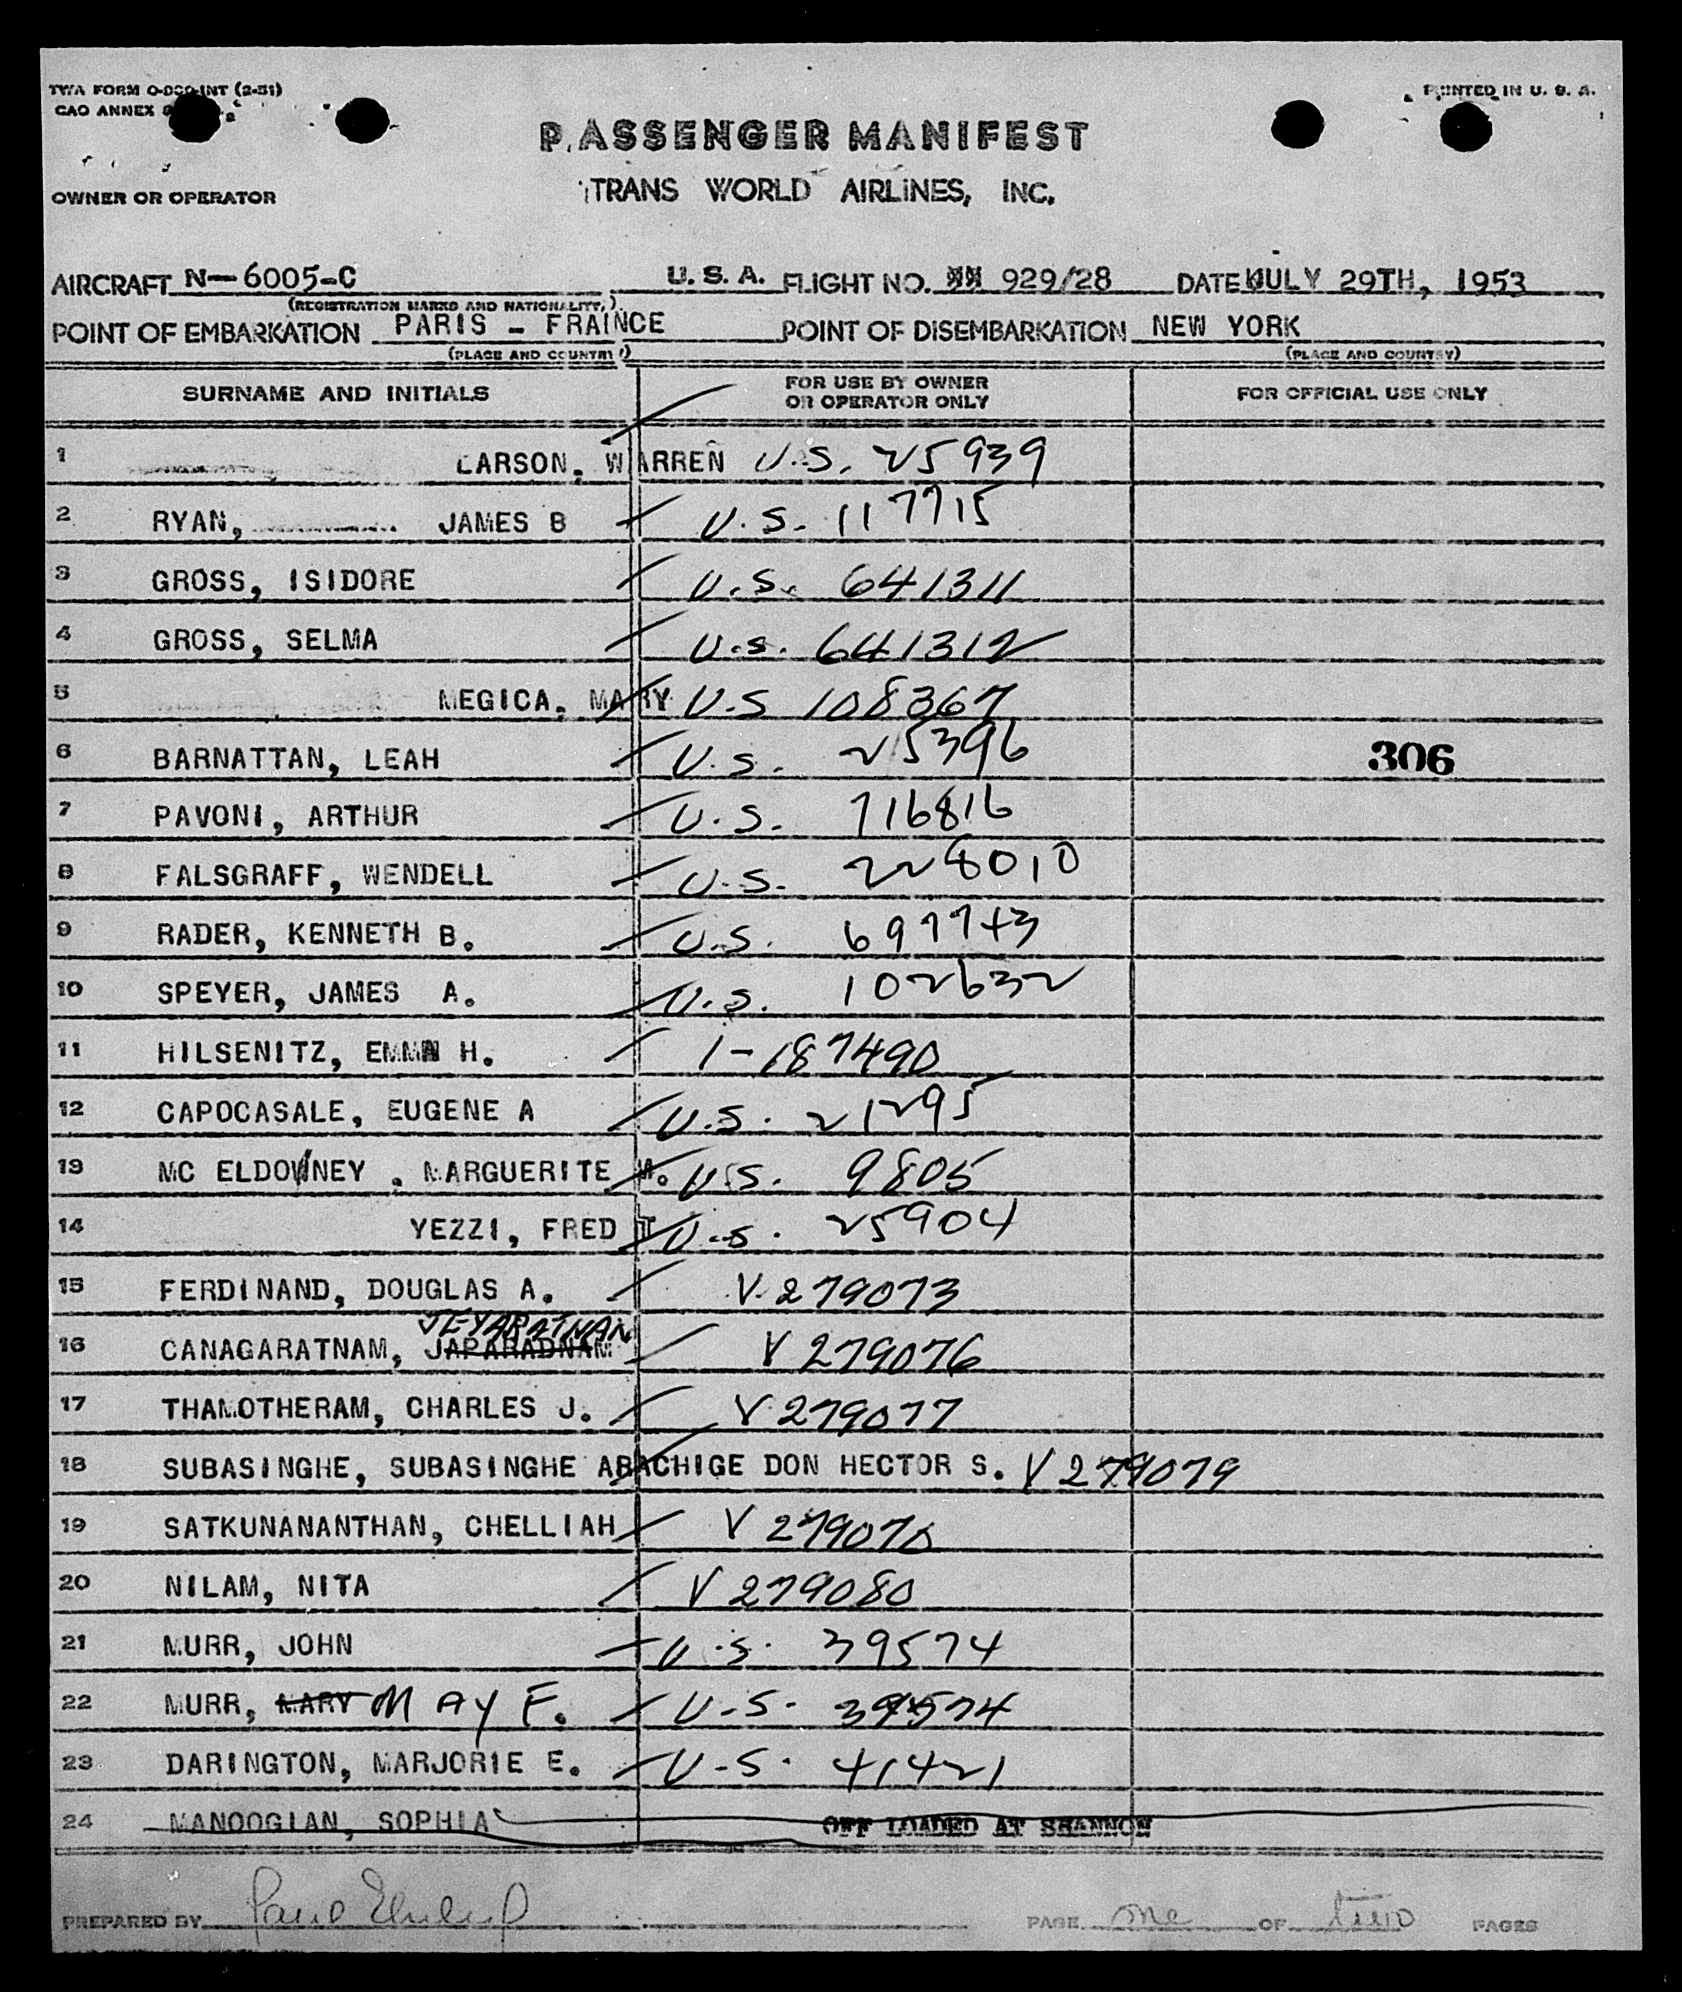 TWA FORM O-
PRINTED IN U. S. A.
CAO ANNEX
PASSENGER MANIFEST
OWNER OR OPERATOR
TRANS WORLD AIRLINES, INC.
AIRCRAFT N-6005-C U. S. A. FLIGHT NO. 929/28 DATE JULY 29TH, 1953
(REGISTRATION MARKS AND NATIONALITY)
POINT OF EMBARKATION PARIS - FRAINCE POINT OF DISEMBARKATION NEW YORK
(PLACE AND COUNTRY) (PLACE AND COUNTRY)
SURNAME AND INITIALS FOR USE BY OWNER OR OPERATOR ONLY FOR OFFICIAL USE ONLY
1 LARSON, WARREN U.S. 25939
2 RYAN, JAMES B U.S. 117715
3 GROSS, ISIDORE U.S. 641311
4 GROSS, SELMA U.S. 641312
5 MEGICA, MARY U.S 108367
6 BARNATTAN, LEAH U.S. 25396 306
7 PAVONI, ARTHUR U.S. 716816
8 FALSGRAFF, WENDELL U.S. 228010
9 RADER, KENNETH B. U.S. 697743
10 SPEYER, JAMES A. U.S. 102632
11 HILSENITZ, H. 1-187490
12 CAPOCASALE, EUGENE A U.S. 21295
13 MC ELDOWNEY, MARGUERITE M. U.S. 9805
14 YEZZI, FRED T U.S. 25904
15 FERDINAND, DOUGLAS A. V-279073
JEYARATNAM
16 CANAGARATNAM, JAPARADNAM V 279076
17 THAMOTHERAM, CHARLES J. V 279077
18 SUBASINGHE, SUBASINGHE ARACHIGE DON HECTOR S. V 279079
19 SATKUNANANTHAN, CHELLIAH V
20 NILAM, NITA V 279080
21 MURR, JOHN U.S. 39574
22 MURR, MARY MAY F. U.S. 39574
23 DARINGTON, MARJORIE E. U.S. 41421
24 MANOOGIAN, SOPHIA OFF LOADED AT SHANNON
PREPARED BY PAGE one OF two PAGES